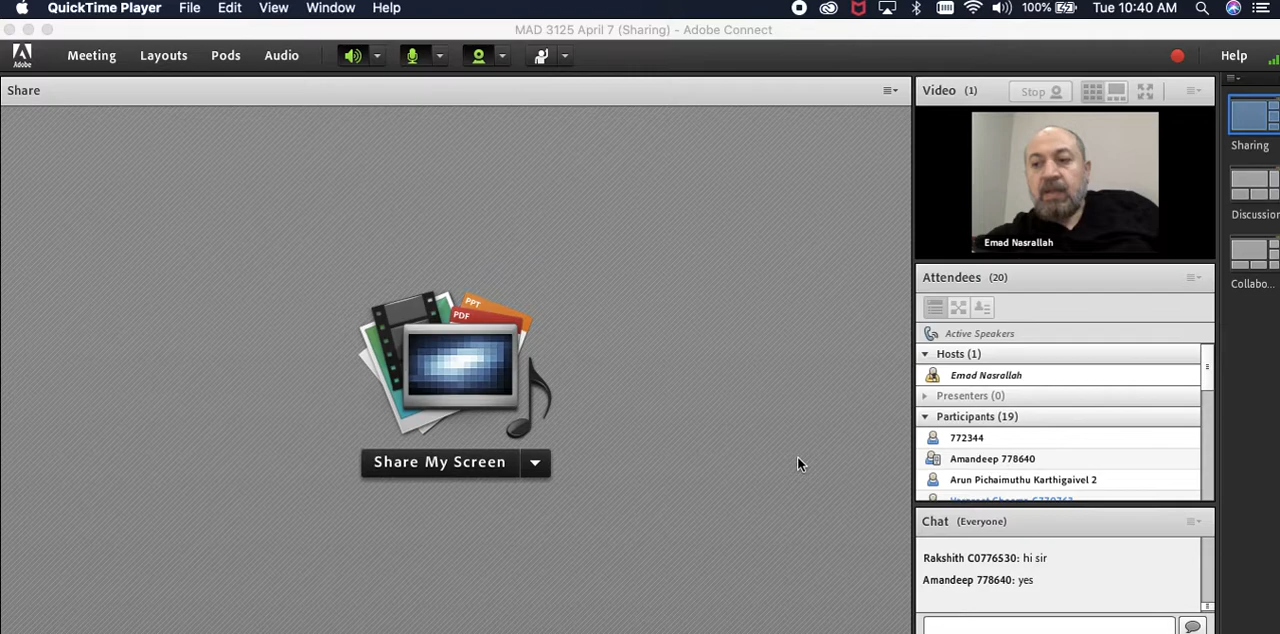 QuickTime Player File Edit View Window Help 100% Tue 10:40 AM
MAD 3125 April 7 (Sharing) - Adobe Connect
Adobe Meeting Layouts Pods Audio Help
Share
Video (1) Stop
Sharing
Emad Nasrallah
Discussion
Attendees (20)
Collabo...
PPT
PDF
Active Speakers
Hosts (1)
Emad Nasrallah
Presenters (0)
Participants (19)
772344
Share My Screen
Amandeep 778640
Arun Pichaimuthu Karthigaivel 2
Chat (Everyone)
Rakshith C0776530: hi sir
Amandeep 778640: yes